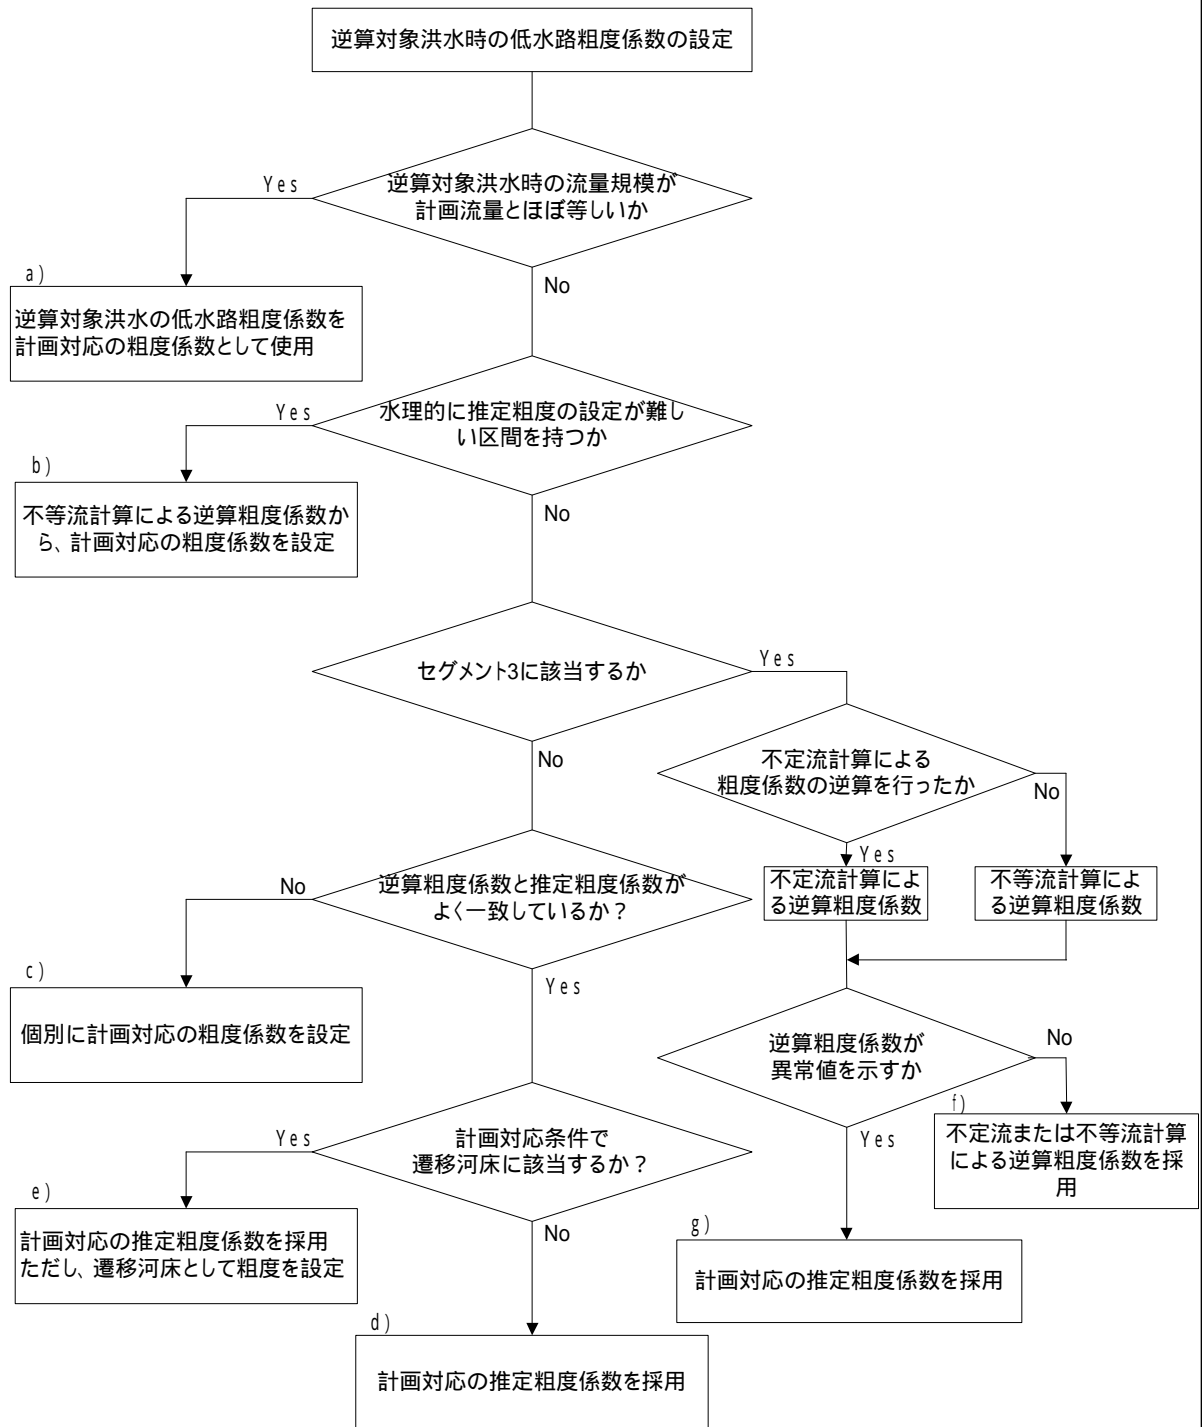 逆算対象洪水時の低水路粗度係数の設定
逆算対象洪水時の流量規模が
計画流量とほぼ等しいか
Yes
No
a)
逆算対象洪水の低水路粗度係数を
計画対応の粗度係数として使用
水理的に推定粗度の設定が難し
い区間を持つか
Yes
No
b)
不等流計算による逆算粗度係数か
ら、計画対応の粗度係数を設定
セグメント3に該当するか
Yes
No
不定流計算による
粗度係数の逆算を行ったか
No
Yes
不定流計算によ
る逆算粗度係数
不等流計算によ
る逆算粗度係数
逆算粗度係数と推定粗度係数が
よく一致しているか?
No
Yes
c)
個別に計画対応の粗度係数を設定
逆算粗度係数が
異常値を示すか
No
Yes
f)
不定流または不等流計算
による逆算粗度係数を採
用
計画対応条件で
遷移河床に該当するか?
Yes
No
e)
計画対応の推定粗度係数を採用
ただし、遷移河床として粗度を設定
g)
計画対応の推定粗度係数を採用
d)
計画対応の推定粗度係数を採用